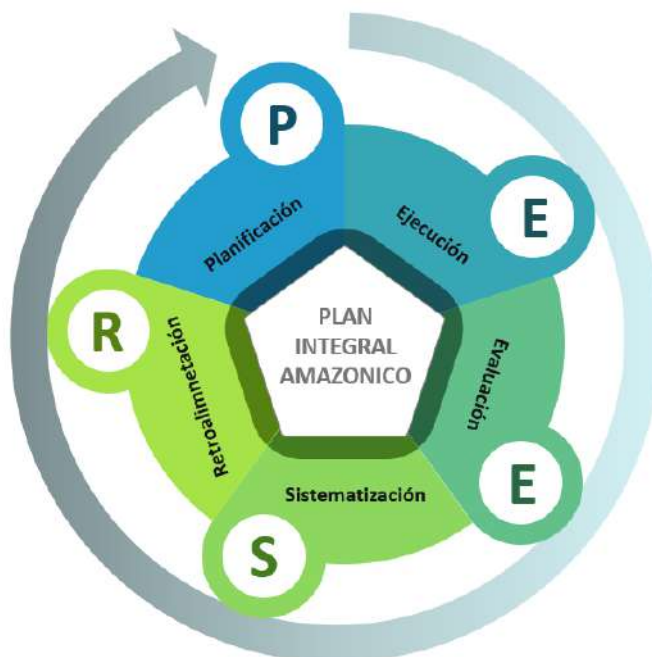 P
Planificación
E
Ejecución
E
Evaluación
S
Sistematización
R
Retroalimnetación
PLAN
INTEGRAL
AMAZONICO